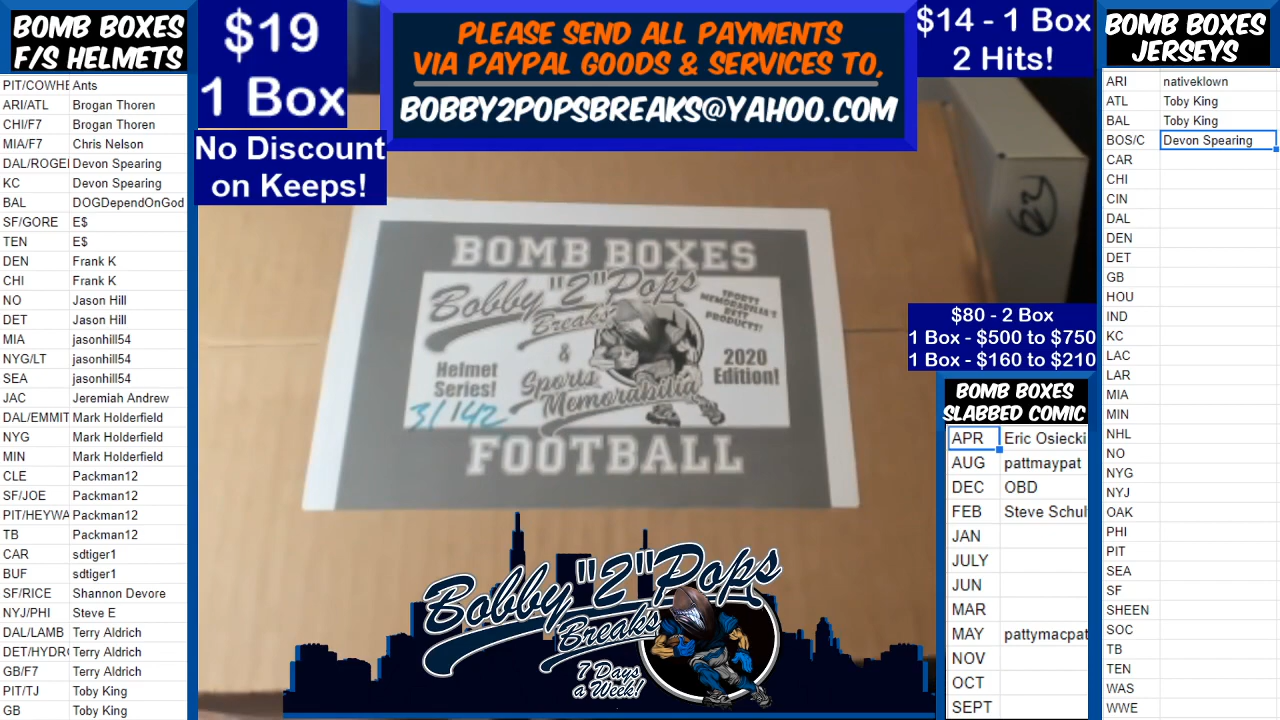 BOMB BOXES
F/S HELMETS
PIT/COWHE Ants
ARI/ATL Brogan Thoren
CHI/F7 Brogan Thoren
MIA/F7 Chris Nelson
DAL/ROGE Devon Spearing
KC Devon Spearing
BAL DOGDependOnGod
SF/GORE E$
TEN E$
DEN Frank K
CHI Frank K
NO Jason Hill
DET Jason Hill
MIA jasonhill54
NYG/LT jasonhill54
SEA jasonhill54
JAC Jeremiah Andrew
DAL/EMMIT Mark Holderfield
NYG Mark Holderfield
MIN Mark Holderfield
CLE Packman12
SF/JOE Packman12
PIT/HEYWA Packman12
TB Packman12
CAR sdtiger1
BUF sdtiger1
SF/RICE Shannon Devore
NYJ/PHI Steve E
DAL/LAMB Terry Aldrich
DET/HYDR Terry Aldrich
GB/F7 Terry Aldrich
PIT/TJ Toby King
GB Toby King
$19
1 Box
No Discount
on Keeps!
PLEASE SEND ALL PAYMENTS
VIA PAYPAL GOODS & SERVICES TO,
BOBBY2POPSBREAKS@YAHOO.COM
BOMB BOXES
Bobby "2" Pops
Breaks
SPORTS
MEMORABILIA'S
BEST
PRODUCTS!
&
Helmet
Series!
2020
Edition!
Sports
Memorabilia
3/142
FOOTBALL
Bobby "2" Pops
Breaks
7 Days
a Week!
$14 - 1 Box
2 Hits!
$80 - 2 Box
1 Box - $500 to $750
1 Box - $160 to $210
BOMB BOXES
SLABBED COMIC
APR Eric Osiecki
AUG pattmaypat
DEC OBD
FEB Steve Schul
JAN
JULY
JUN
MAR
MAY pattymacpat
NOV
OCT
SEPT
BOMB BOXES
JERSEYS
ARI nativeklown
ATL Toby King
BAL Toby King
BOS/C Devon Spearing
CAR
CHI
CIN
DAL
DEN
DET
GB
HOU
IND
KC
LAC
LAR
MIA
MIN
NHL
NO
NYG
NYJ
OAK
PHI
PIT
SEA
SF
SHEEN
SOC
TB
TEN
WAS
WWE